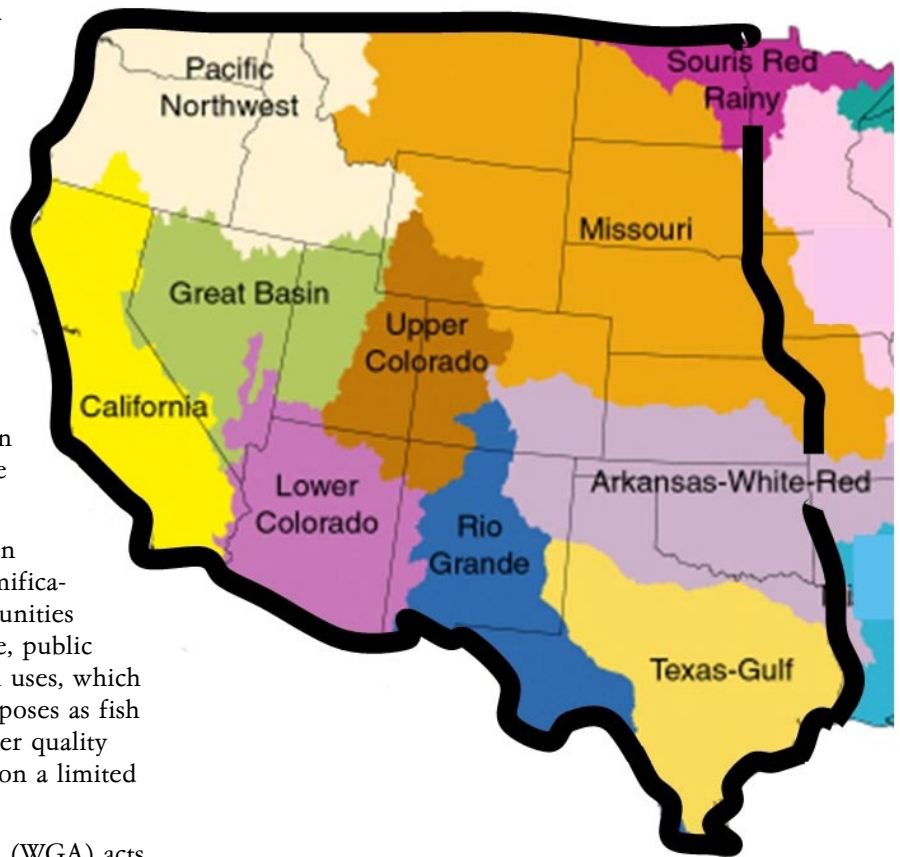 Pacific
Northwest
Souris Red
Rainy
Missouri
Great Basin
Upper
Colorado
California
Lower
Colorado
Arkansas-White-Red
Rio
Grande
Texas-Gulf
n
e
n
mifica-
unities
e, public
uses, which
poses as fish
er quality
on a limited
(WGA) acts